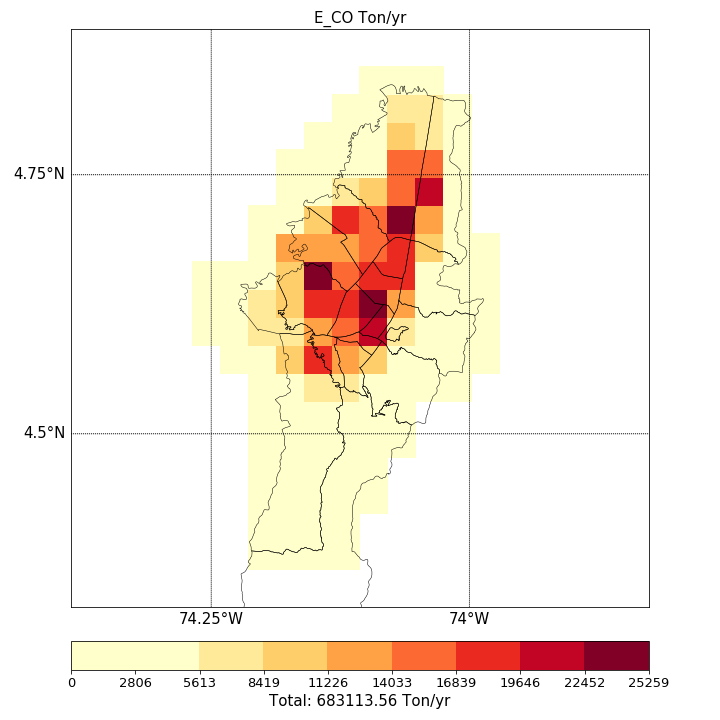 E_CO Ton/yr
4.75°N
4.5°N
74.25°W 74°W
0 2806 5613 8419 11226 14033 16839 19646 22452 25259
Total: 683113.56 Ton/yr